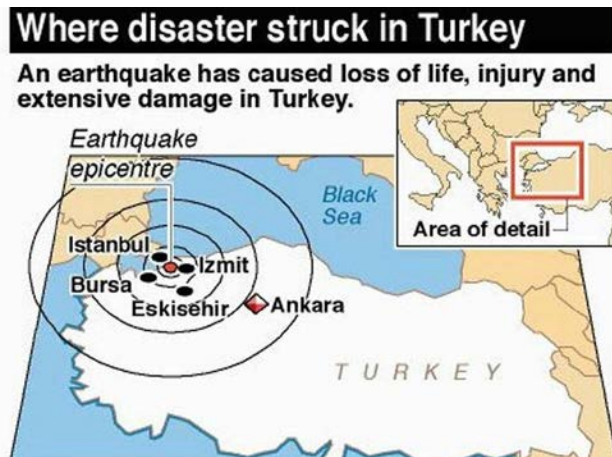 Where disaster struck in Turkey
An earthquake has caused loss of life, injury and
extensive damage in Turkey.
Earthquake
epicentre
Black
Sea
Area of detail
Istanbul
Izmit
Bursa
Eskisehir
Ankara
TURKEY